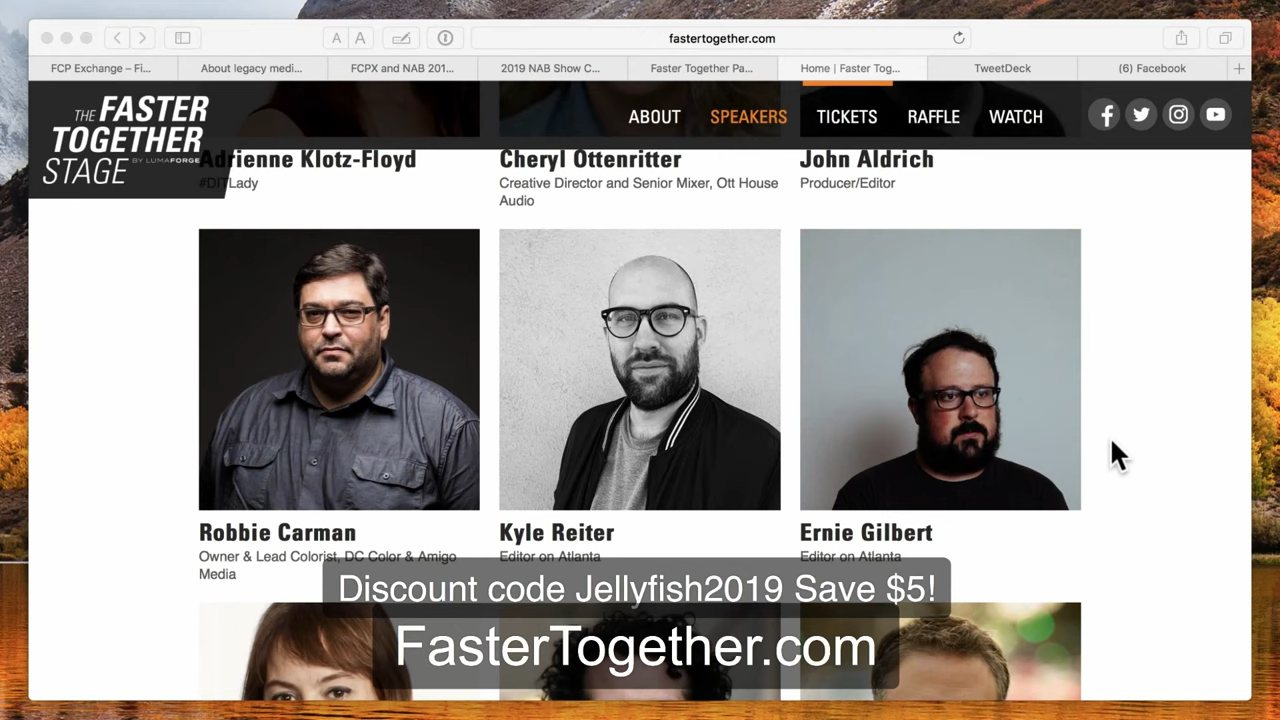 A A
fastertogether.com
FCP Exchange – Fi...
About legacy medi...
FCPX and NAB 201...
2019 NAB Show C...
Faster Together Pa...
Home | Faster Tog...
TweetDeck
(6) Facebook
THE FASTER
TOGETHER
BY LUMAFORGE
STAGE
ABOUT
SPEAKERS
TICKETS
RAFFLE
WATCH
Adrienne Klotz-Floyd
#DITLady
Cheryl Ottenritter
Creative Director and Senior Mixer, Ott House
Audio
John Aldrich
Producer/Editor
Robbie Carman
Owner & Lead Colorist, DC Color & Amigo
Media
Kyle Reiter
Editor on Atlanta
Ernie Gilbert
Editor on Atlanta
Discount code Jellyfish2019 Save $5!
FasterTogether.com